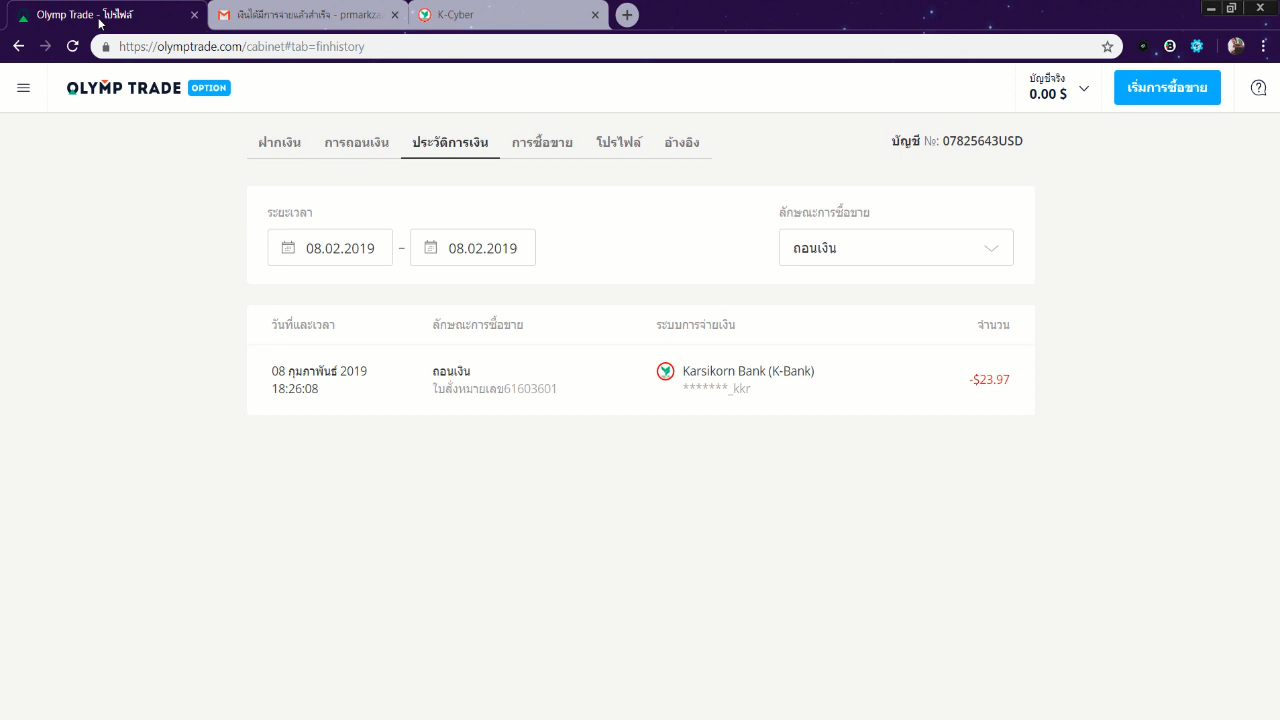 Olymp Trade - โปรไฟล์
เงินได้มีการจ่ายแล้วสำเร็จ - prmarkza
K-Cyber
https://olymptrade.com/cabinet#tab=finhistory
OLYMP TRADE OPTION
บัญชีจริง
0.00 $
เริ่มการซื้อขาย
ฝากเงิน การถอนเงิน ประวัติการเงิน การซื้อขาย โปรไฟล์ อ้างอิง
บัญชี №: 07825643USD
ระยะเวลา
ลักษณะการซื้อขาย
08.02.2019 – 08.02.2019
ถอนเงิน
วันที่และเวลา ลักษณะการซื้อขาย ระบบการจ่ายเงิน จำนวน
08 กุมภาพันธ์ 2019 ถอนเงิน Karsikorn Bank (K-Bank) -$23.97
18:26:08 ใบสั่งหมายเลข61603601 *******_kkr